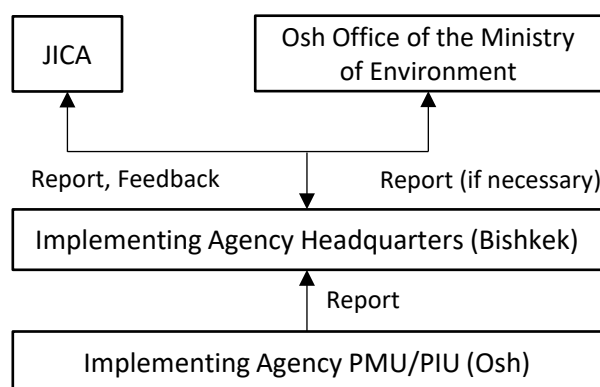 JICA
Osh Office of the Ministry
of Environment
Report, Feedback
Report (if necessary)
Implementing Agency Headquarters (Bishkek)
Report
Implementing Agency PMU/PIU (Osh)